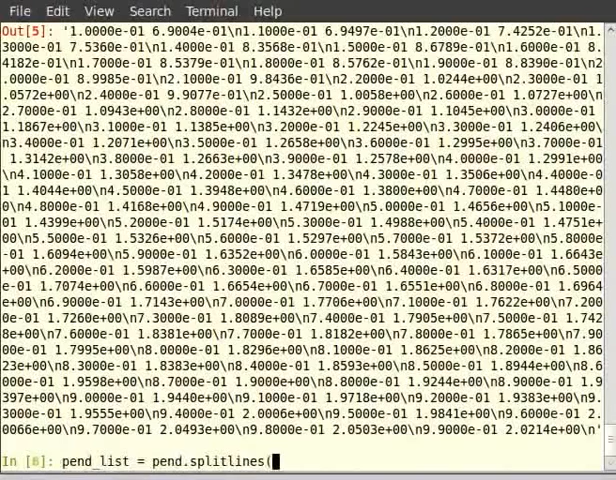 File Edit View Search Terminal Help
Out[5]: '1.0000e-01 6.9004e-01\n1.1000e-01 6.9497e-01\n1.2000e-01 7.4252e-01\n1.
3000e-01 7.5360e-01\n1.4000e-01 8.3568e-01\n1.5000e-01 8.6789e-01\n1.6000e-01 8.
4182e-01\n1.7000e-01 8.5379e-01\n1.8000e-01 8.5762e-01\n1.9000e-01 8.8390e-01\n2
.0000e-01 8.9985e-01\n2.1000e-01 9.8436e-01\n2.2000e-01 1.0244e+00\n2.3000e-01 1
.0572e+00\n2.4000e-01 9.9077e-01\n2.5000e-01 1.0058e+00\n2.6000e-01 1.0727e+00\n
2.7000e-01 1.0943e+00\n2.8000e-01 1.1432e+00\n2.9000e-01 1.1045e+00\n3.0000e-01
1.1867e+00\n3.1000e-01 1.1385e+00\n3.2000e-01 1.2245e+00\n3.3000e-01 1.2406e+00\
n3.4000e-01 1.2071e+00\n3.5000e-01 1.2658e+00\n3.6000e-01 1.2995e+00\n3.7000e-01
1.3142e+00\n3.8000e-01 1.2663e+00\n3.9000e-01 1.2578e+00\n4.0000e-01 1.2991e+00
\n4.1000e-01 1.3058e+00\n4.2000e-01 1.3478e+00\n4.3000e-01 1.3506e+00\n4.4000e-0
1 1.4044e+00\n4.5000e-01 1.3948e+00\n4.6000e-01 1.3800e+00\n4.7000e-01 1.4480e+0
0\n4.8000e-01 1.4168e+00\n4.9000e-01 1.4719e+00\n5.0000e-01 1.4656e+00\n5.1000e-
01 1.4399e+00\n5.2000e-01 1.5174e+00\n5.3000e-01 1.4988e+00\n5.4000e-01 1.4751e+
00\n5.5000e-01 1.5326e+00\n5.6000e-01 1.5297e+00\n5.7000e-01 1.5372e+00\n5.8000e
-01 1.6094e+00\n5.9000e-01 1.6352e+00\n6.0000e-01 1.5843e+00\n6.1000e-01 1.6643e
+00\n6.2000e-01 1.5987e+00\n6.3000e-01 1.6585e+00\n6.4000e-01 1.6317e+00\n6.5000
e-01 1.7074e+00\n6.6000e-01 1.6654e+00\n6.7000e-01 1.6551e+00\n6.8000e-01 1.6964
e+00\n6.9000e-01 1.7143e+00\n7.0000e-01 1.7706e+00\n7.1000e-01 1.7622e+00\n7.200
0e-01 1.7260e+00\n7.3000e-01 1.8089e+00\n7.4000e-01 1.7905e+00\n7.5000e-01 1.742
8e+00\n7.6000e-01 1.8381e+00\n7.7000e-01 1.8182e+00\n7.8000e-01 1.7865e+00\n7.90
00e-01 1.7995e+00\n8.0000e-01 1.8296e+00\n8.1000e-01 1.8625e+00\n8.2000e-01 1.86
23e+00\n8.3000e-01 1.8383e+00\n8.4000e-01 1.8593e+00\n8.5000e-01 1.8944e+00\n8.6
000e-01 1.9598e+00\n8.7000e-01 1.9000e+00\n8.8000e-01 1.9244e+00\n8.9000e-01 1.9
397e+00\n9.0000e-01 1.9440e+00\n9.1000e-01 1.9718e+00\n9.2000e-01 1.9383e+00\n9.
3000e-01 1.9555e+00\n9.4000e-01 2.0006e+00\n9.5000e-01 1.9841e+00\n9.6000e-01 2.
0066e+00\n9.7000e-01 2.0493e+00\n9.8000e-01 2.0503e+00\n9.9000e-01 2.0214e+00\n'
In [8]: pend_list = pend.splitlines(